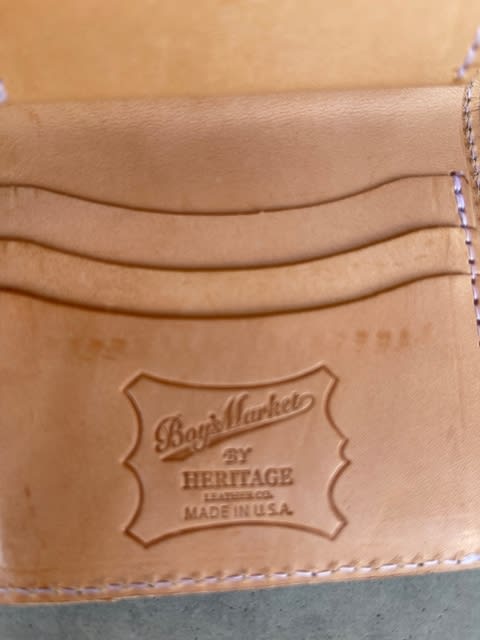 Boy's Market
BY
HERITAGE
LEATHER CO.
MADE IN U.S.A.